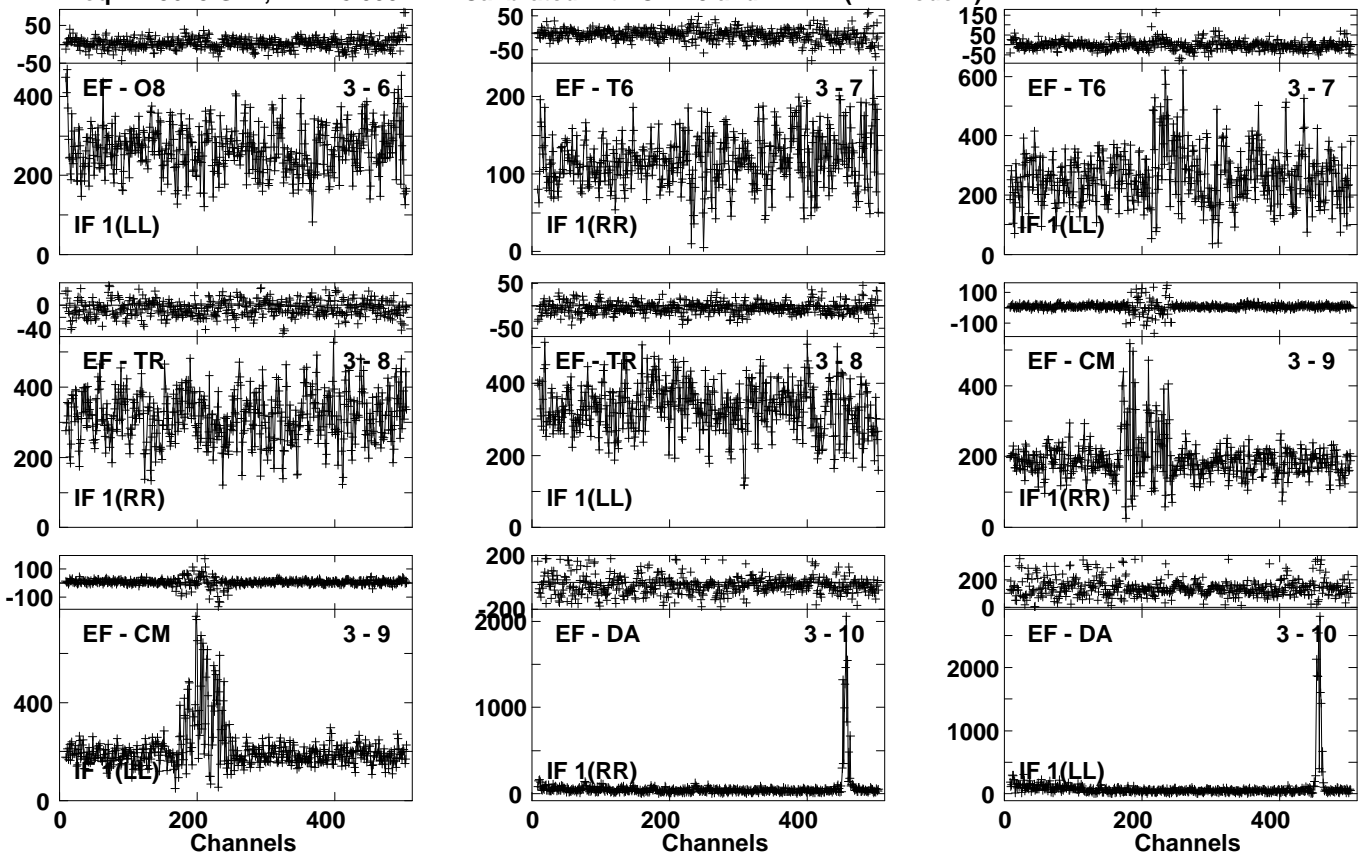 50
-50
EF - O8 3 - 6
400
200
0
IF 1(LL)
50
-50
EF - T6 3 - 7
200
100
0
IF 1(RR)
150
50
-50
EF - T6 3 - 7
600
400
200
0
IF 1(LL)
0
-40
EF - TR 3 - 8
400
200
0
IF 1(RR)
50
-50
EF - TR 3 - 8
400
200
0
IF 1(LL)
100
-100
EF - CM 3 - 9
400
200
0
IF 1(RR)
100
-100
EF - CM 3 - 9
400
0
IF 1(LL)
0 200 400
Channels
200
-200
2000
EF - DA 3 - 10
1000
0
IF 1(RR)
0 200 400
Channels
200
0
EF - DA 3 - 10
2000
1000
0
IF 1(LL)
0 200 400
Channels